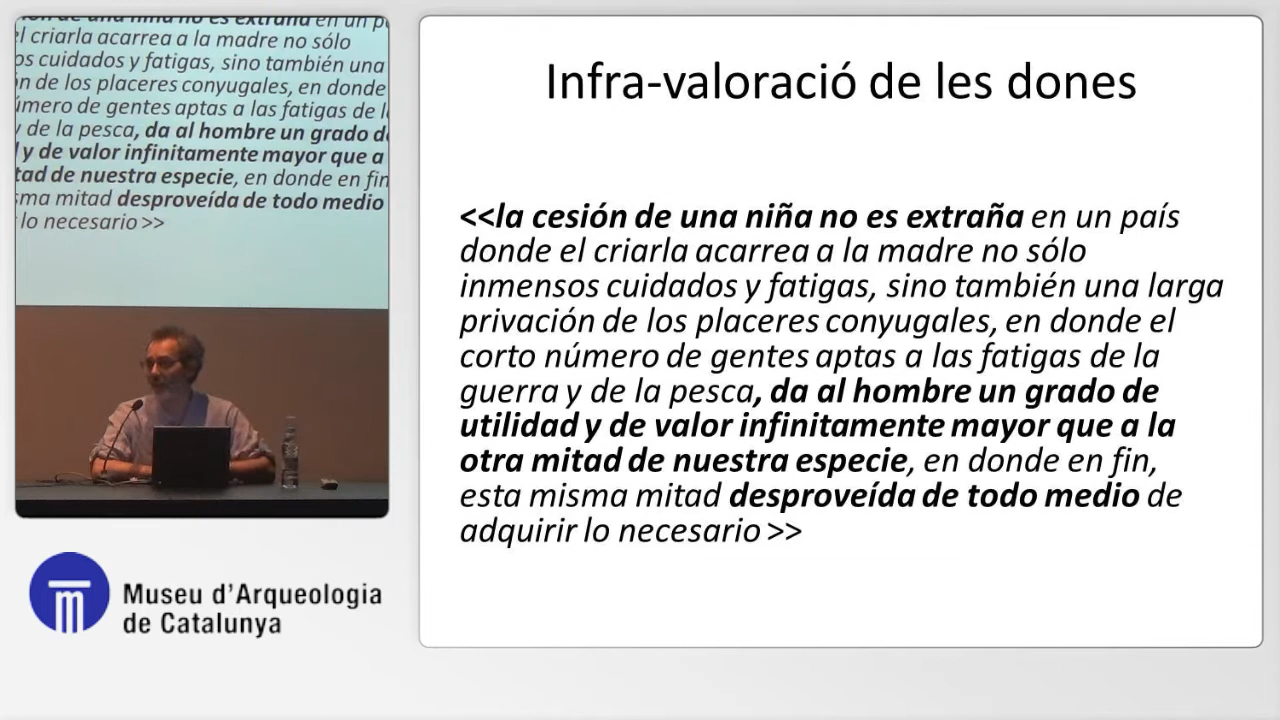 ión de una niña no es extraña en un
el criarla acarrea a la madre no sólo
os cuidados y fatigas, sino también una
n de los placeres conyugales, en donde
úmero de gentes aptas a las fatigas de
y de la pesca, da al hombre un grado
y de valor infinitamente mayor que a
tad de nuestra especie, en donde en fin,
sma mitad desproveída de todo medio
lo necesario >>
Museu d'Arqueologia
de Catalunya
Infra-valoració de les dones
<<la cesión de una niña no es extraña en un país
donde el criarla acarrea a la madre no sólo
inmensos cuidados y fatigas, sino también una larga
privación de los placeres conyugales, en donde el
corto número de gentes aptas a las fatigas de la
guerra y de la pesca, da al hombre un grado de
utilidad y de valor infinitamente mayor que a la
otra mitad de nuestra especie, en donde en fin,
esta misma mitad desproveída de todo medio de
adquirir lo necesario >>